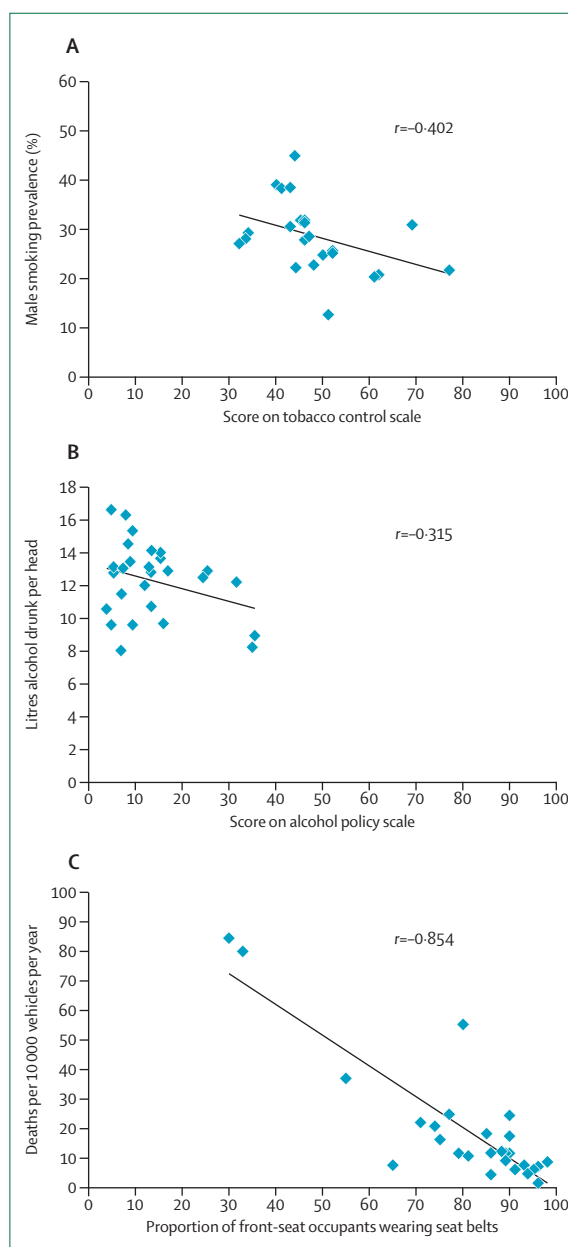 A
60
50
40
30
20
10
0
Male smoking prevalence (%)
r=–0·402
0 10 20 30 40 50 60 70 80 90 100
Score on tobacco control scale
B
18
16
14
12
10
8
6
4
2
0
Litres alcohol drunk per head
r=–0·315
0 10 20 30 40 50 60 70 80 90 100
Score on alcohol policy scale
C
100
90
80
70
60
50
40
30
20
10
0
Deaths per 10 000 vehicles per year
r=–0·854
0 10 20 30 40 50 60 70 80 90 100
Proportion of front-seat occupants wearing seat belts